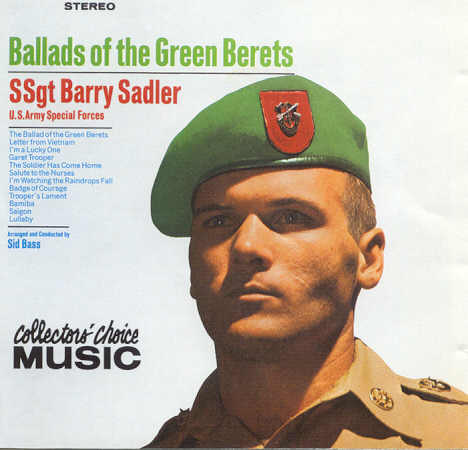 STEREO
Ballads of the Green Berets
SSgt Barry Sadler
U.S. Army Special Forces
The Ballad of the Green Berets
Letter from Vietnam
I'm a Lucky One
Garet Trooper
The Soldier Has Come Home
Salute to the Nurses
I'm Watching the Raindrops Fall
Badge of Courage
Trooper's Lament
Bamiba
Saigon
Lullaby
Arranged and Conducted by
Sid Bass
collectors' choice
MUSIC